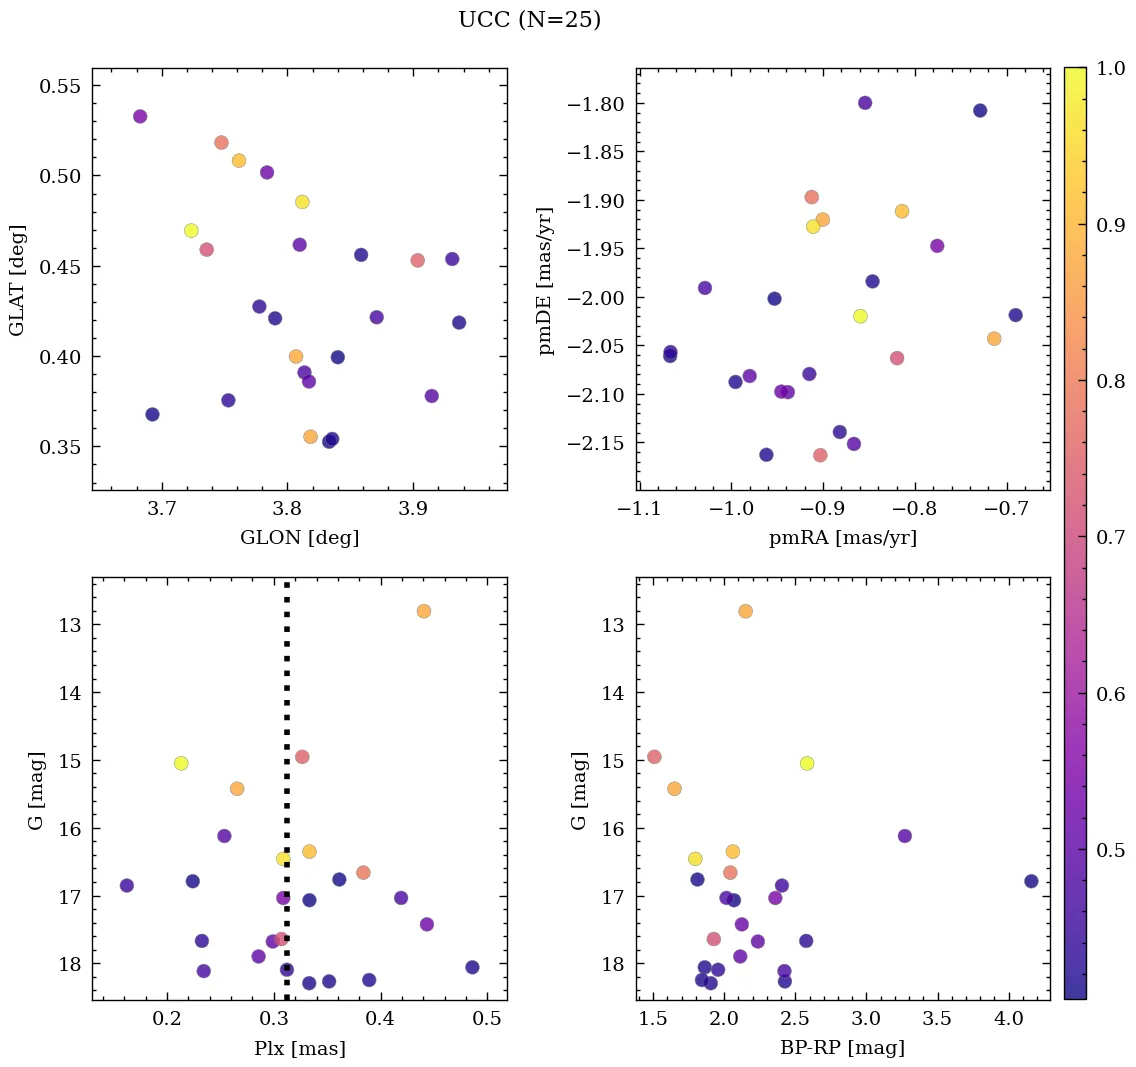 UCC (N=25)
0.55
0.50
0.45
0.40
0.35
GLAT [deg]
3.7 3.8 3.9
GLON [deg]
−1.80
−1.85
−1.90
−1.95
−2.00
−2.05
−2.10
−2.15
pmDE [mas/yr]
−1.1 −1.0 −0.9 −0.8 −0.7
pmRA [mas/yr]
13
14
15
16
17
18
G [mag]
0.2 0.3 0.4 0.5
Plx [mas]
13
14
15
16
17
18
G [mag]
1.5 2.0 2.5 3.0 3.5 4.0
BP-RP [mag]
1.0
0.9
0.8
0.7
0.6
0.5